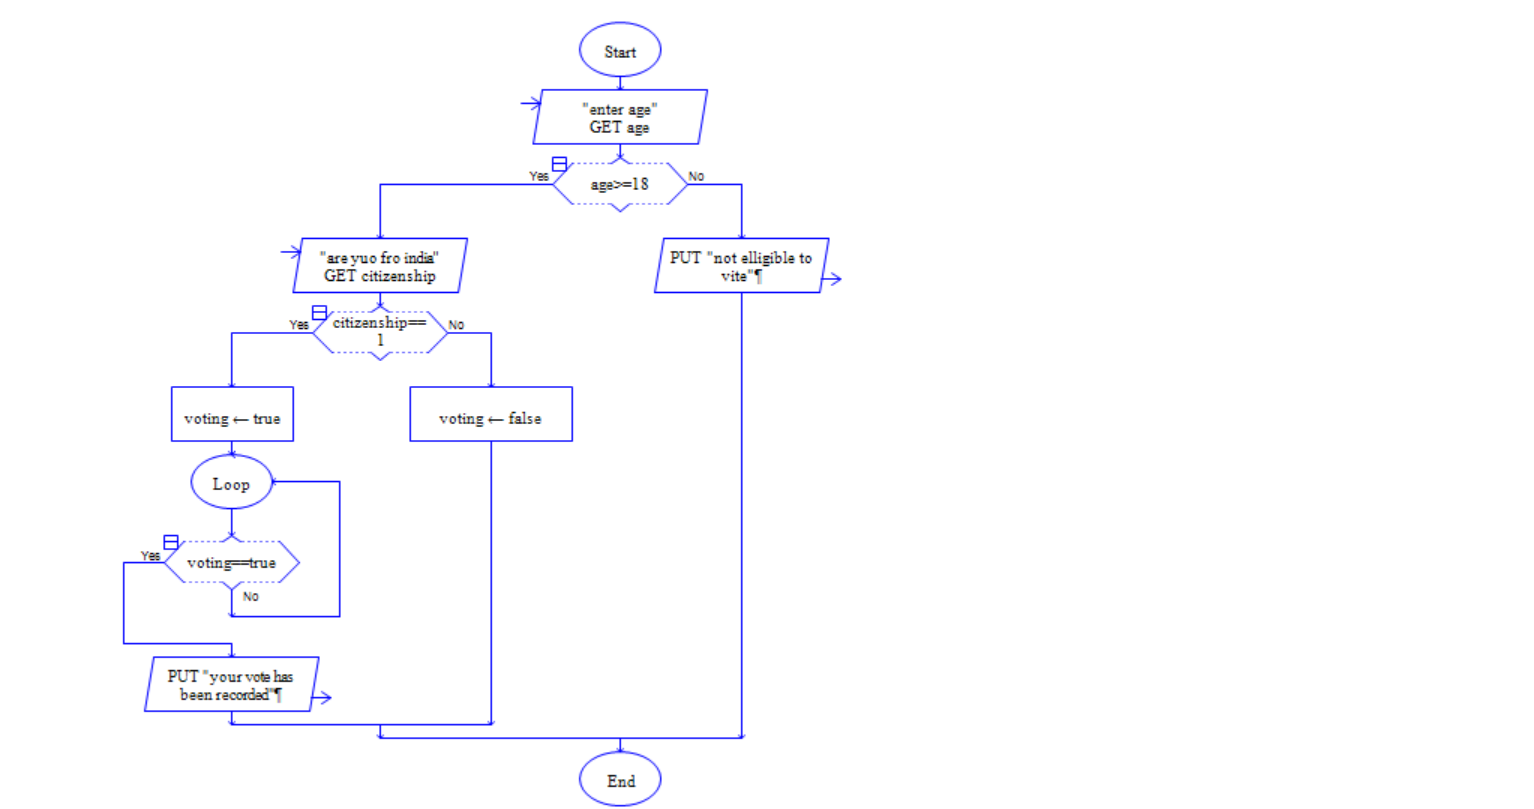 Start
"enter age"
GET age
Yes
age>=18
No
"are yuo fro india"
GET citizenship
PUT "not elligible to
vite"¶
Yes
citizenship==
1
No
voting ← true
voting ← false
Loop
Yes
voting==true
No
PUT "your vote has
been recorded"¶
End